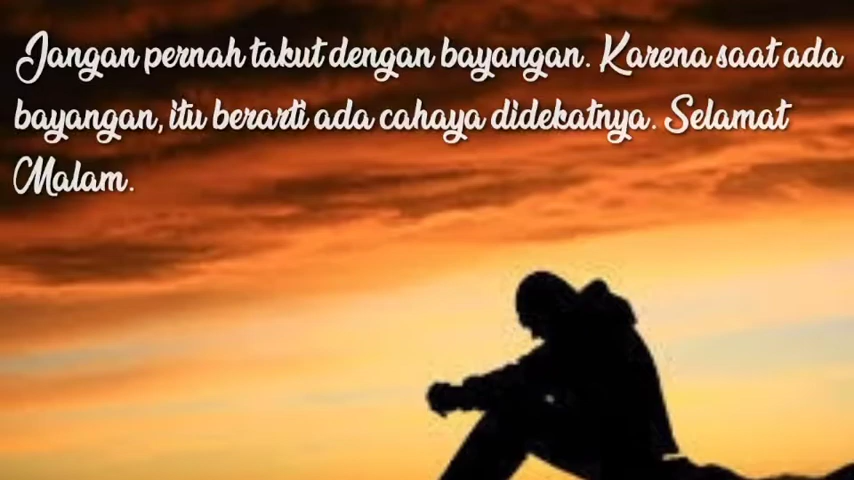 Jangan pernah takut dengan bayangan. Karena saat ada
bayangan, itu berarti ada cahaya didekatnya. Selamat
Malam.